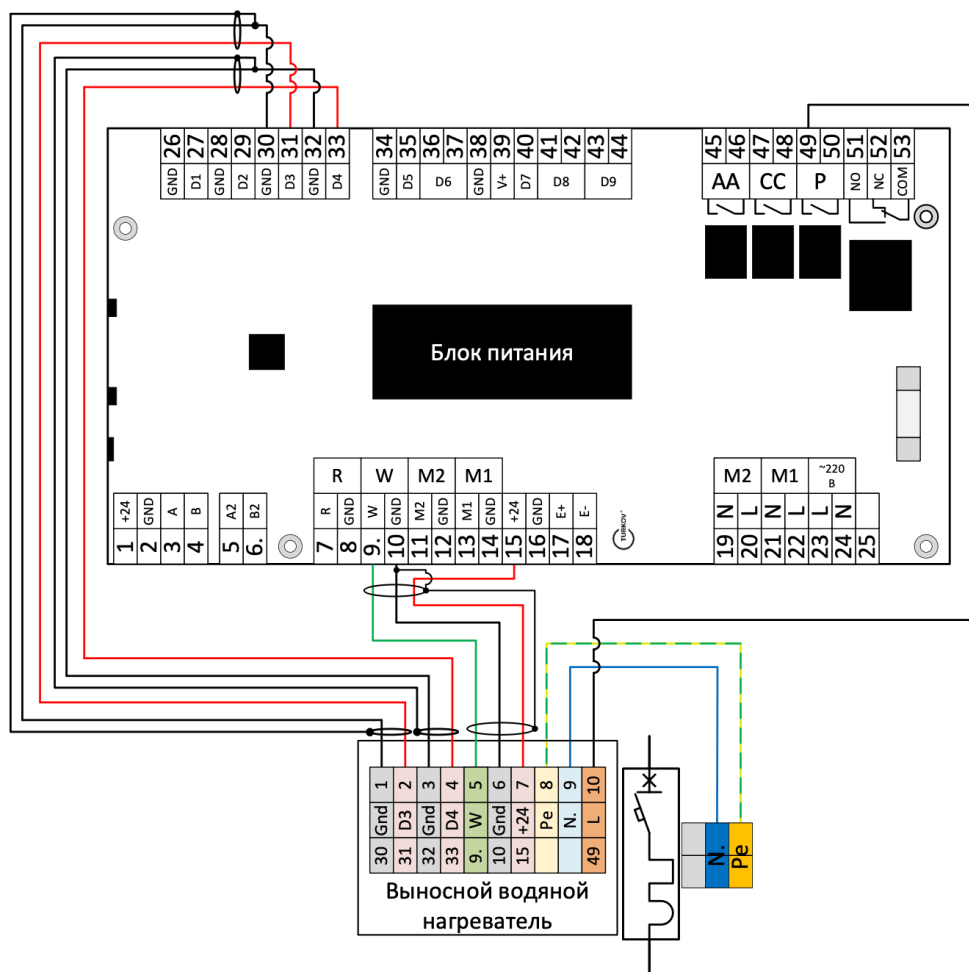 26 27 28 29 30 31 32 33
GND D1 GND D2 GND D3 GND D4
34 35 36 37 38 39 40 41 42 43 44
GND D5 D6 GND V+ D7 D8 D9
45 46 47 48 49 50 51 52 53
AA CC P NO NC COM
Блок питания
R W M2 M1
+24 GND A B A2 B2 R GND W GND M2 GND M1 GND +24 GND E+ E-
1 2 3 4 5 6. 7 8 9. 10 11 12 13 14 15 16 17 18
TURKOV
M2 M1 ~220
В
N L N L L N
19 20 21 22 23 24 25
1 2 3 4 5 6 7 8 9 10
Gnd D3 Gnd D4 W Gnd +24 Pe N. L
30 31 32 33 9. 10 15 49
Выносной водяной
нагреватель
N. Pe